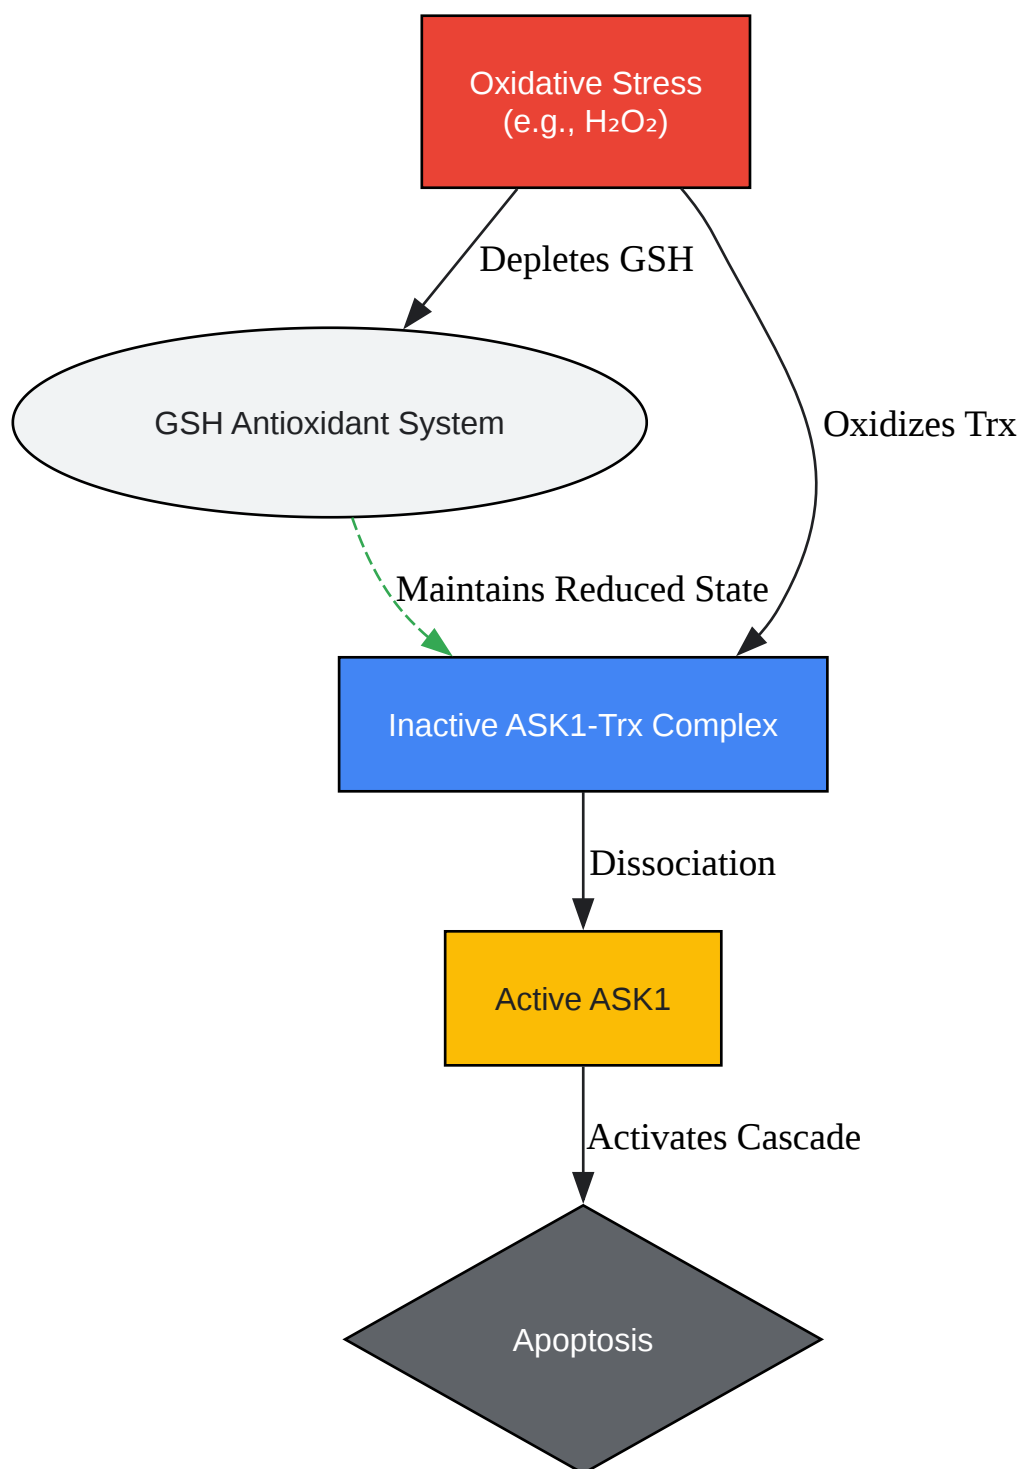 Oxidative Stress
(e.g., H₂O₂)
Depletes GSH
GSH Antioxidant System
Oxidizes Trx
Maintains Reduced State
Inactive ASK1-Trx Complex
Dissociation
Active ASK1
Activates Cascade
Apoptosis